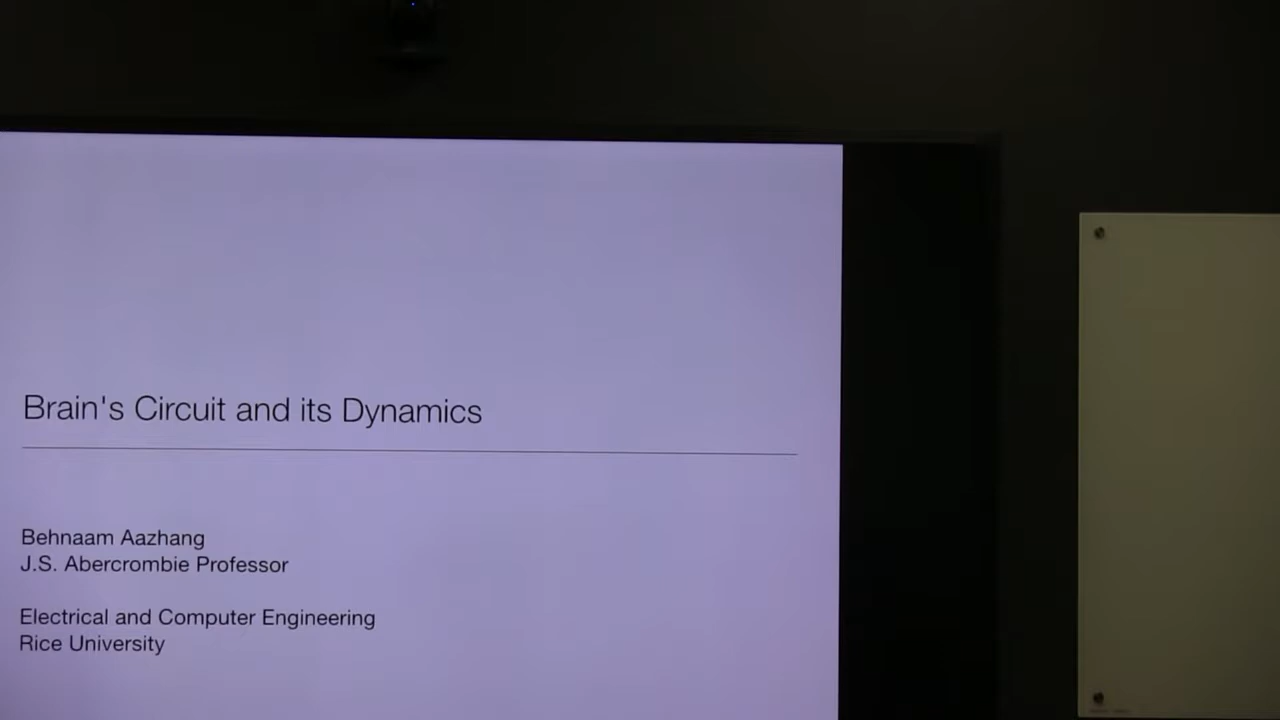 Brain's Circuit and its Dynamics
Behnaam Aazhang
J.S. Abercrombie Professor
Electrical and Computer Engineering
Rice University